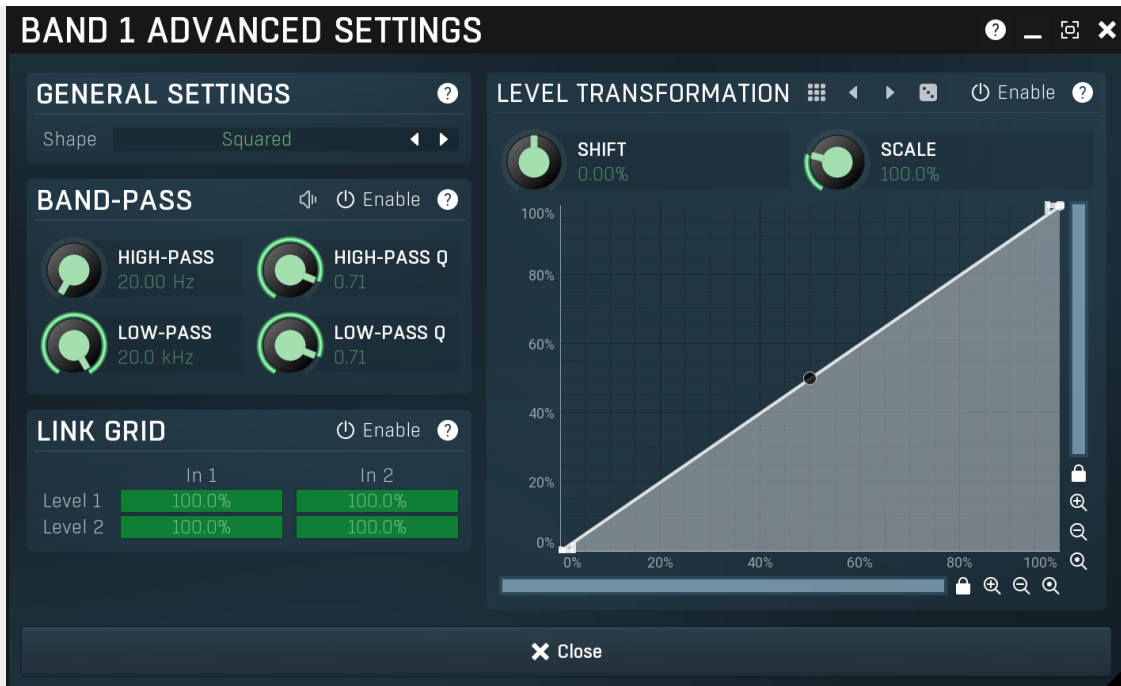 BAND 1 ADVANCED SETTINGS
GENERAL SETTINGS
Shape Squared
BAND-PASS Enable
HIGH-PASS
20.00 Hz
HIGH-PASS Q
0.71
LOW-PASS
20.0 kHz
LOW-PASS Q
0.71
LINK GRID Enable
In 1 In 2
Level 1 100.0% 100.0%
Level 2 100.0% 100.0%
LEVEL TRANSFORMATION Enable
SHIFT
0.00%
SCALE
100.0%
100%
80%
60%
40%
20%
0%
0% 20% 40% 60% 80% 100%
Close